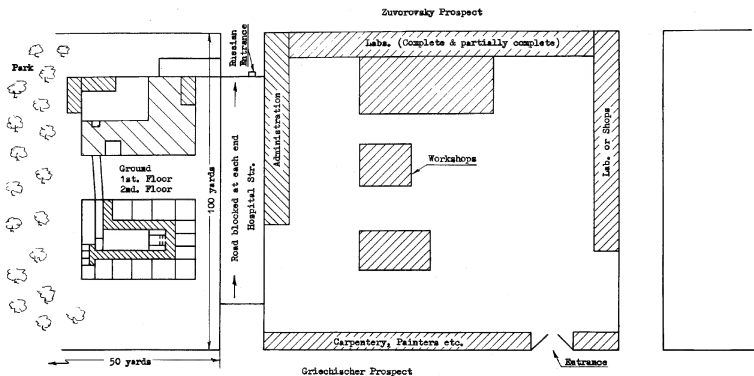 Zuvorovsky Prospect
Park
Russian
Entrance
Labs. (Complete & partially complete)
Administration
Workshops
Lab. or Shops
Ground
1st. Floor
2nd. Floor
100 yards
Road blocked at each end
Hospital Str.
Carpentery, Painters etc.
50 yards
Entrance
Griechischer Prospect